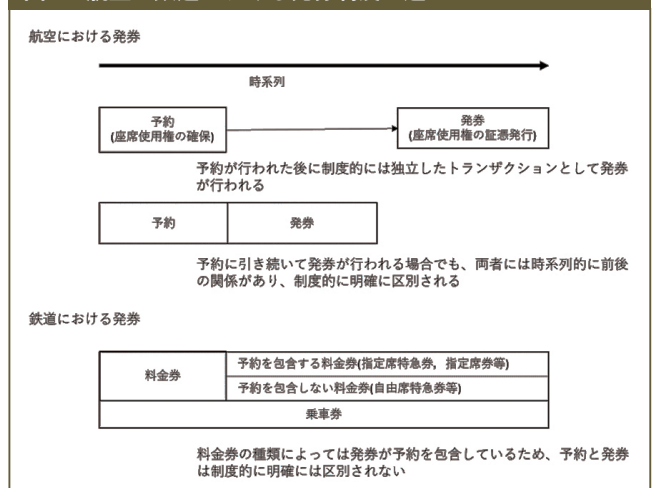 航空における発券
時系列
予約
(座席使用権の確保)
発券
(座席使用権の証憑発行)
予約が行われた後に制度的には独立したトランザクションとして発券
が行われる
予約
発券
予約に引き続いて発券が行われる場合でも、両者には時系列的に前後
の関係があり、制度的に明確に区別される
鉄道における発券
料金券
予約を包含する料金券(指定席特急券，指定席券等)
予約を包含しない料金券(自由席特急券等)
乗車券
料金券の種類によっては発券が予約を包含しているため、予約と発券
は制度的に明確には区別されない